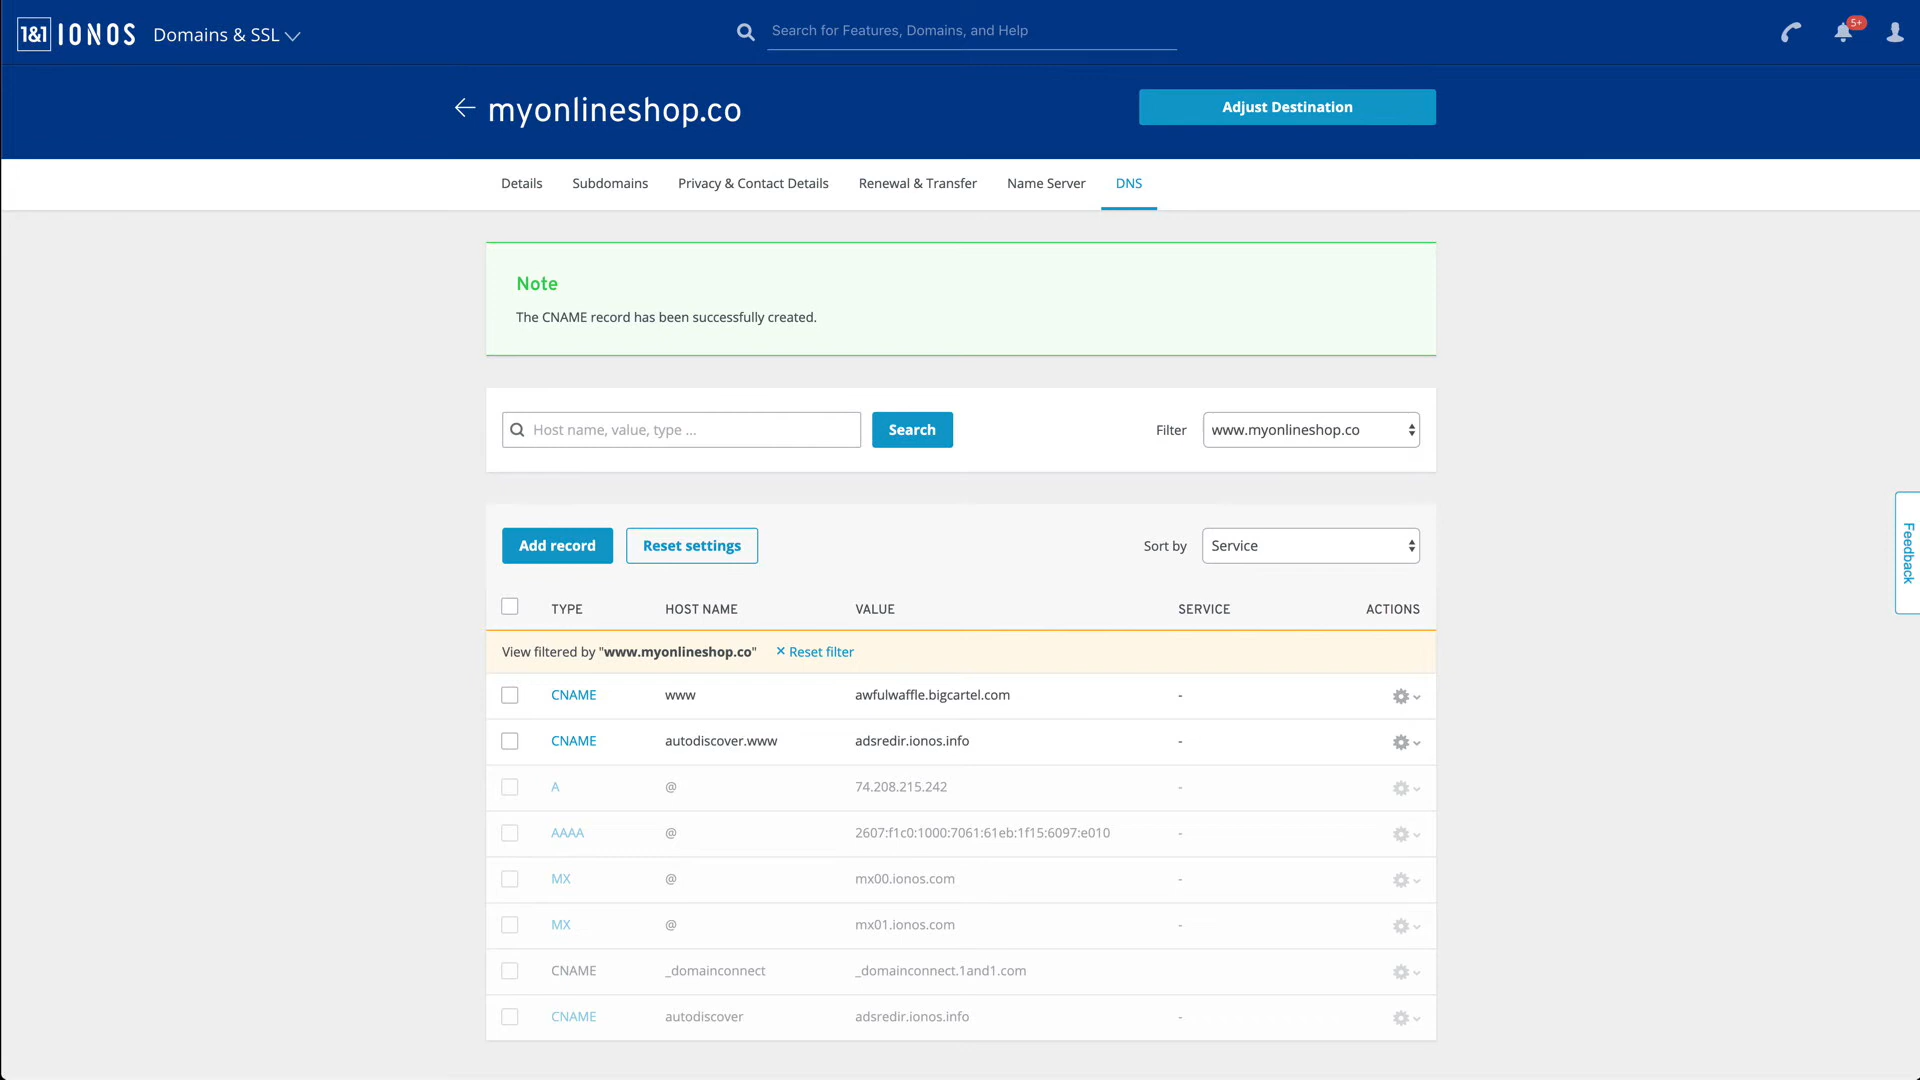 1&1 IONOS Domains & SSL Search for Features, Domains, and Help 5+
myonlineshop.co Adjust Destination
Details Subdomains Privacy & Contact Details Renewal & Transfer Name Server DNS
Note
The CNAME record has been successfully created.
Host name, value, type ... Search Filter www.myonlineshop.co
Feedback
Add record Reset settings Sort by Service
TYPE HOST NAME VALUE SERVICE ACTIONS
View filtered by "www.myonlineshop.co" × Reset filter
CNAME www awfulwaffle.bigcartel.com -
CNAME autodiscover.www adsredir.ionos.info -
A @ 74.208.215.242 -
AAAA @ 2607:f1c0:1000:7061:61eb:1f15:6097:e010 -
MX @ mx00.ionos.com -
MX @ mx01.ionos.com -
CNAME _domainconnect _domainconnect.1and1.com
CNAME autodiscover adsredir.ionos.info -